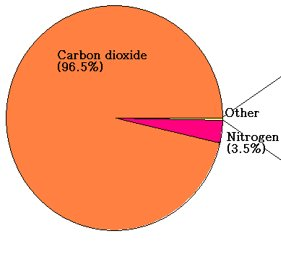 Carbon dioxide
(96.5%)
Other
Nitrogen
(3.5%)